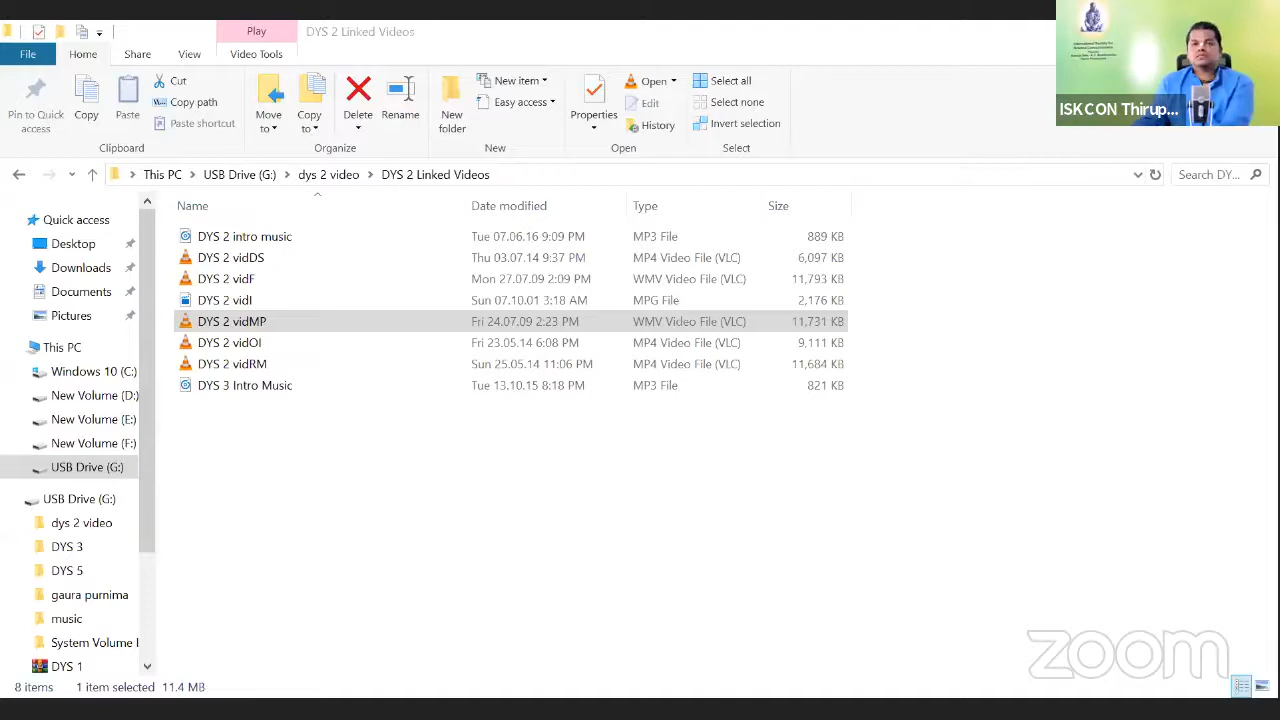 Play
DYS 2 Linked Videos
File
Home
Share
View
Video Tools
Pin to Quick access
Copy
Paste
Cut
Copy path
Paste shortcut
Clipboard
Move to
Copy to
Delete
Rename
Organize
New folder
New item
Easy access
New
Properties
Open
Edit
History
Open
Select all
Select none
Invert selection
Select
ISKCON Thirup...
This PC
USB Drive (G:)
dys 2 video
DYS 2 Linked Videos
Search DY...
Name Date modified Type Size
DYS 2 intro music Tue 07.06.16 9:09 PM MP3 File 889 KB
DYS 2 vidDS Thu 03.07.14 9:37 PM MP4 Video File (VLC) 6,097 KB
DYS 2 vidF Mon 27.07.09 2:09 PM WMV Video File (VLC) 11,793 KB
DYS 2 vidI Sun 07.10.01 3:18 AM MPG File 2,176 KB
DYS 2 vidMP Fri 24.07.09 2:23 PM WMV Video File (VLC) 11,731 KB
DYS 2 vidOI Fri 23.05.14 6:08 PM MP4 Video File (VLC) 9,111 KB
DYS 2 vidRM Sun 25.05.14 11:06 PM MP4 Video File (VLC) 11,684 KB
DYS 3 Intro Music Tue 13.10.15 8:18 PM MP3 File 821 KB
Quick access
Desktop
Downloads
Documents
Pictures
This PC
Windows 10 (C:)
New Volume (D:)
New Volume (E:)
New Volume (F:)
USB Drive (G:)
USB Drive (G:)
dys 2 video
DYS 3
DYS 5
gaura purnima
music
System Volume I
DYS 1
8 items 1 item selected 11.4 MB
zoom